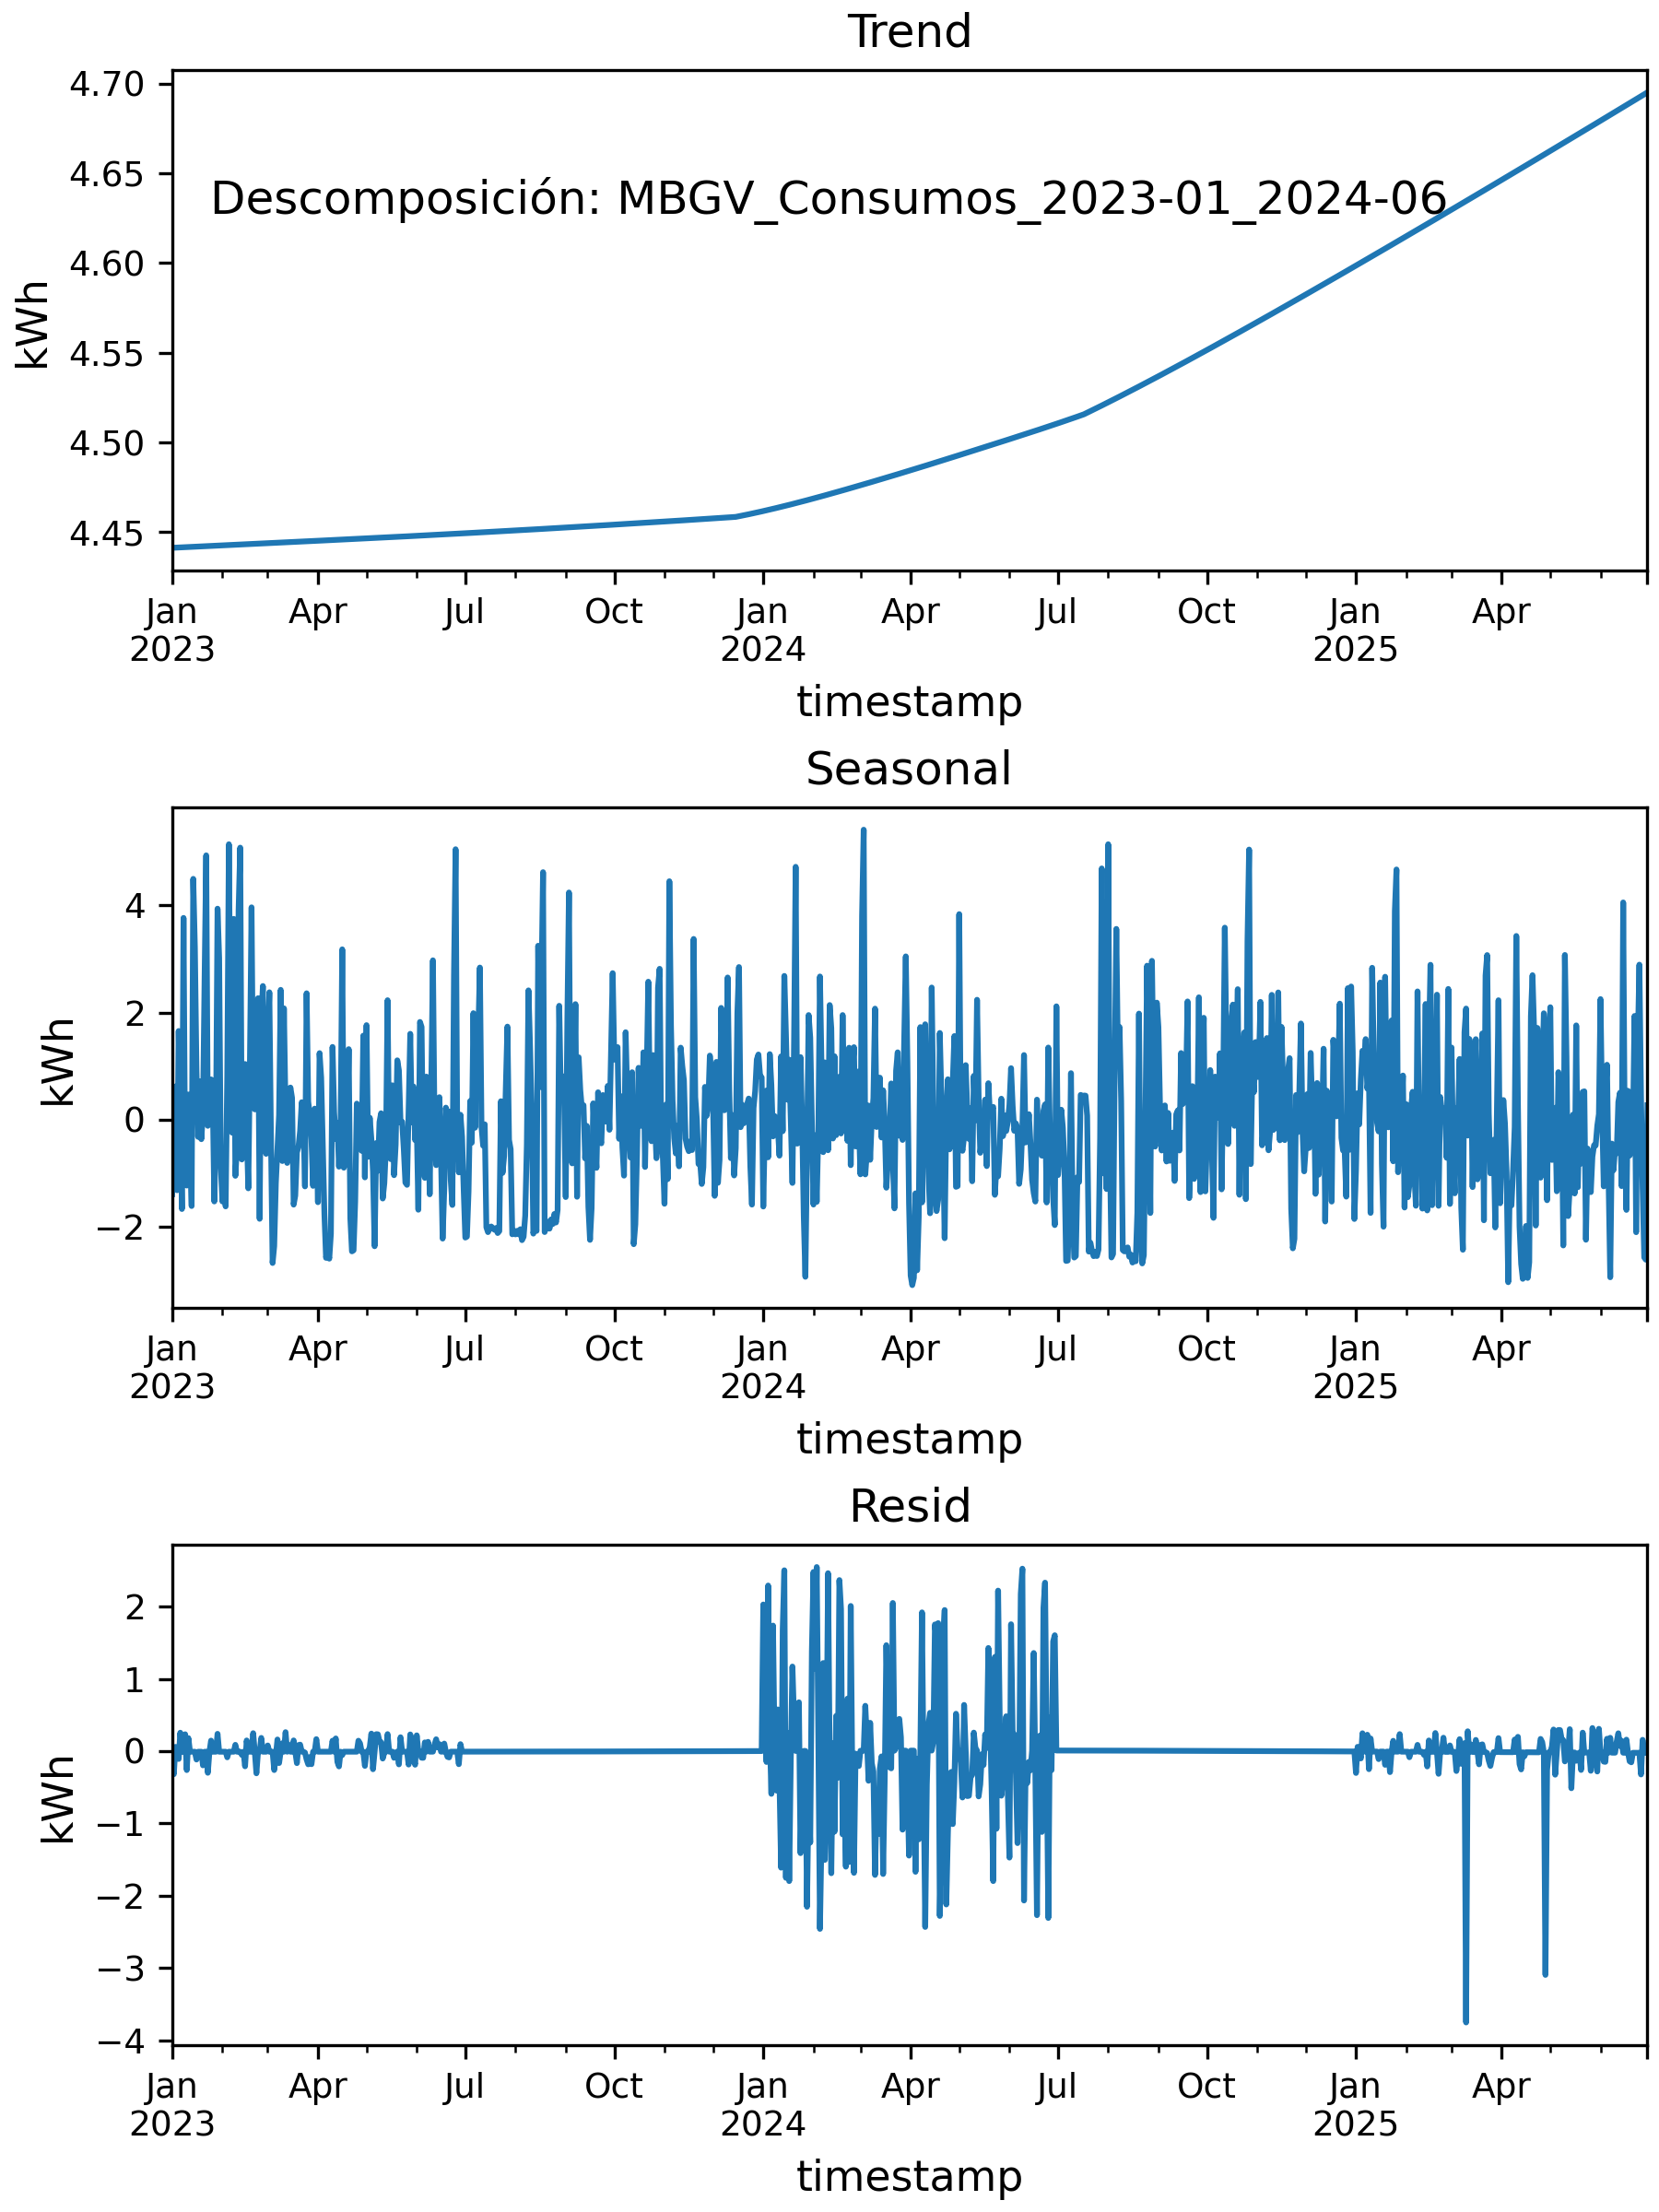 Trend
4.70
4.65
Descomposición: MBGV_Consumos_2023-01_2024-06
4.60
4.55
4.50
4.45
kWh
Jan Apr Jul Oct Jan Apr Jul Oct Jan Apr
2023 2024 2025
timestamp
Seasonal
4
2
0
−2
kWh
Jan Apr Jul Oct Jan Apr Jul Oct Jan Apr
2023 2024 2025
timestamp
Resid
2
1
0
−1
−2
−3
−4
kWh
Jan Apr Jul Oct Jan Apr Jul Oct Jan Apr
2023 2024 2025
timestamp